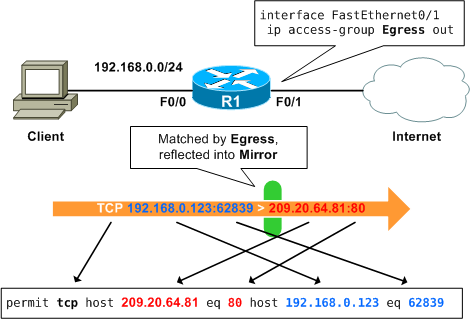 interface FastEthernet0/1
ip access-group Egress out
192.168.0.0/24
F0/0
R1
F0/1
Client
Internet
Matched by Egress,
reflected into Mirror
TCP 192.168.0.123:62839 > 209.20.64.81:80
permit tcp host 209.20.64.81 eq 80 host 192.168.0.123 eq 62839